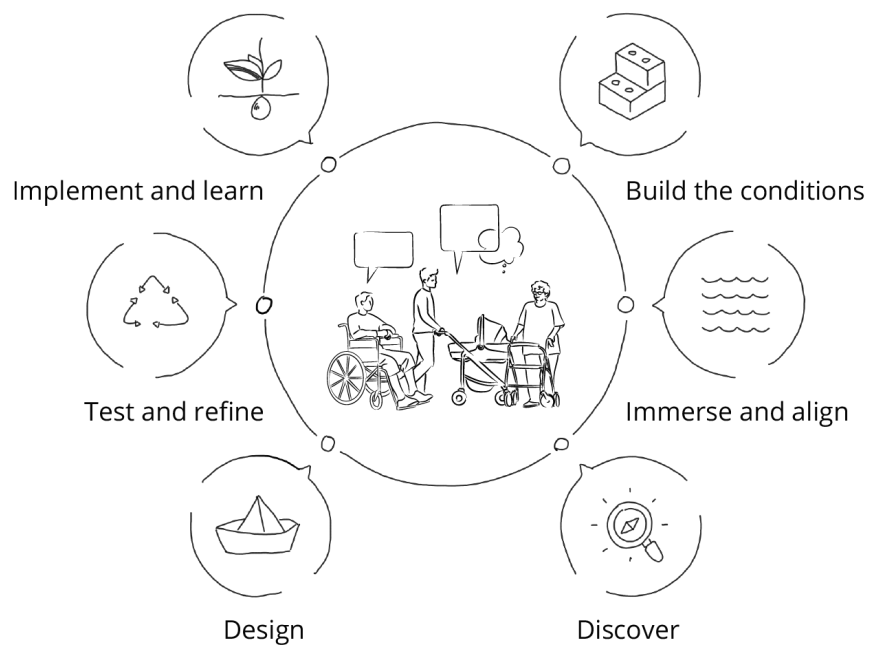 Implement and learn
Build the conditions
Test and refine
Immerse and align
Design
Discover